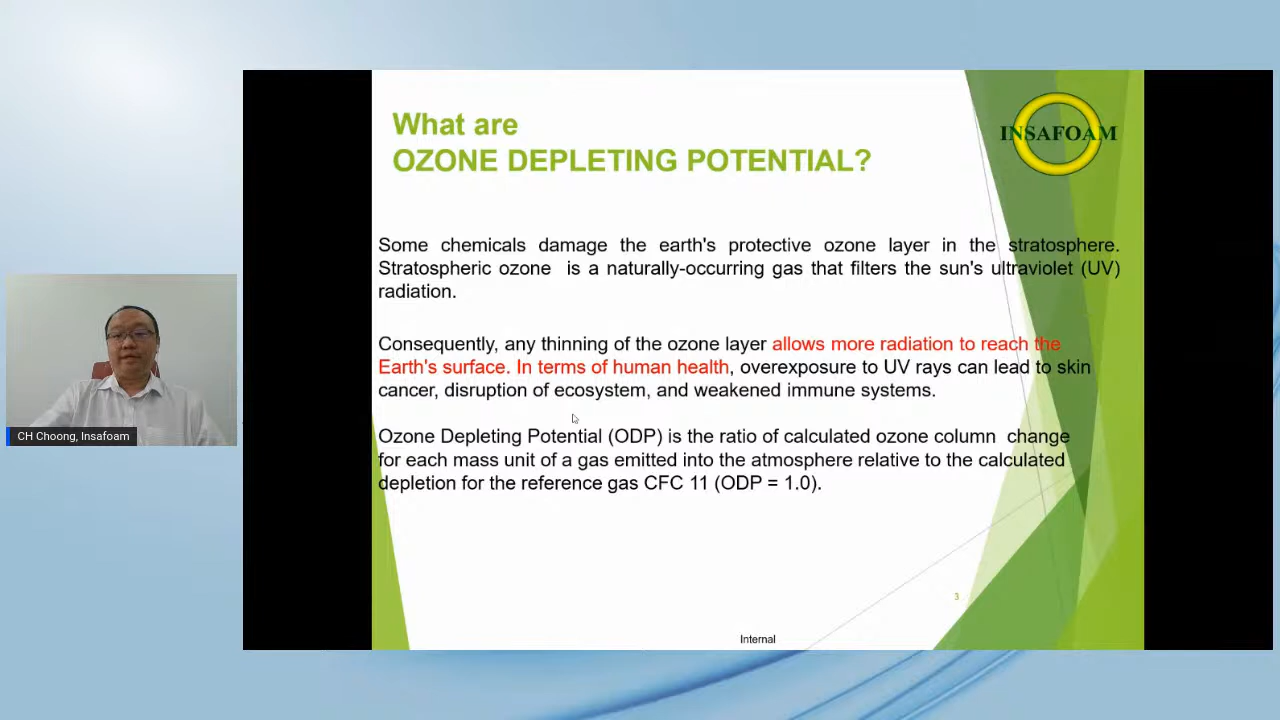 What are
OZONE DEPLETING POTENTIAL?
INSAFOAM
Some chemicals damage the earth's protective ozone layer in the stratosphere.
Stratospheric ozone is a naturally-occurring gas that filters the sun's ultraviolet (UV)
radiation.
Consequently, any thinning of the ozone layer allows more radiation to reach the
Earth's surface. In terms of human health, overexposure to UV rays can lead to skin
cancer, disruption of ecosystem, and weakened immune systems.
Ozone Depleting Potential (ODP) is the ratio of calculated ozone column change
for each mass unit of a gas emitted into the atmosphere relative to the calculated
depletion for the reference gas CFC 11 (ODP = 1.0).
3
Internal
CH Choong, Insafoam